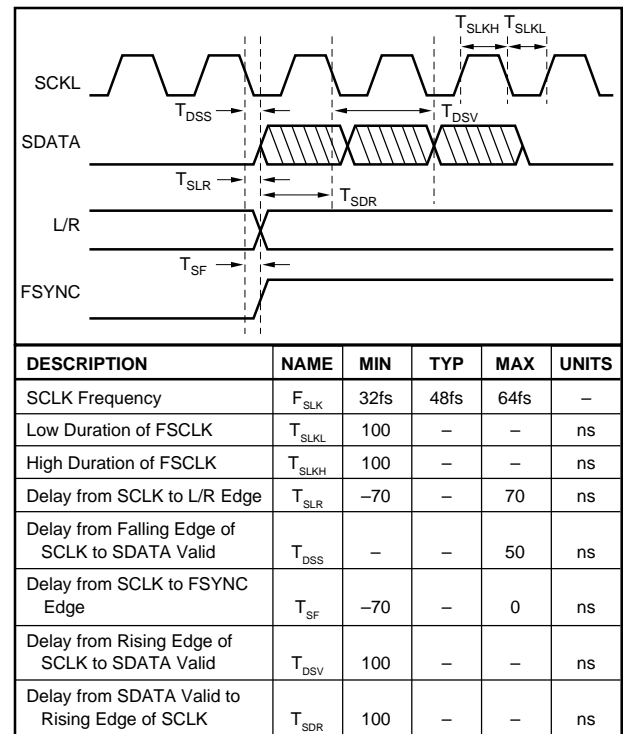 T_SLKH T_SLKL
SCKL
T_DSS
T_DSV
SDATA
T_SLR
T_SDR
L/R
T_SF
FSYNC
DESCRIPTION NAME MIN TYP MAX UNITS
SCLK Frequency F_SLK 32fs 48fs 64fs –
Low Duration of FSCLK T_SLKL 100 – – ns
High Duration of FSCLK T_SLKH 100 – – ns
Delay from SCLK to L/R Edge T_SLR –70 – 70 ns
Delay from Falling Edge of
SCLK to SDATA Valid T_DSS – – 50 ns
Delay from SCLK to FSYNC
Edge T_SF –70 – 0 ns
Delay from Rising Edge of
SCLK to SDATA Valid T_DSV 100 – – ns
Delay from SDATA Valid to
Rising Edge of SCLK T_SDR 100 – – ns